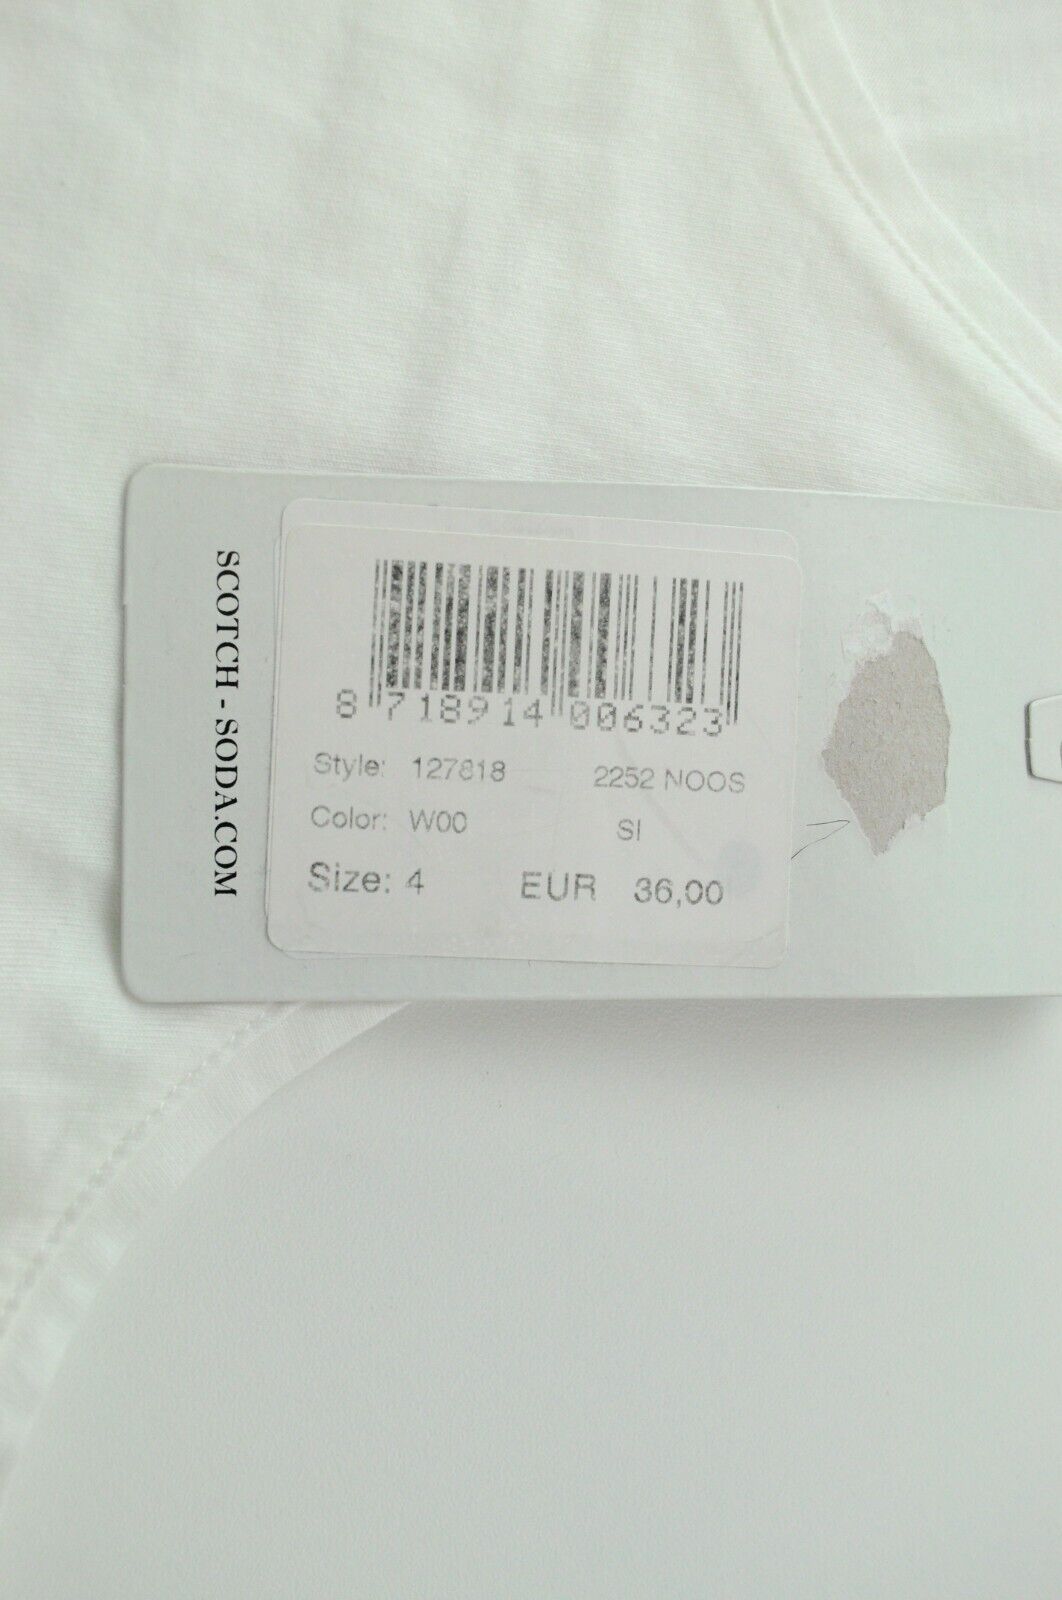 SCOTCH - SODA.COM
8 718914 006323
Style: 127818 2252 NOOS
Color: W00 SI
Size: 4 EUR 36,00